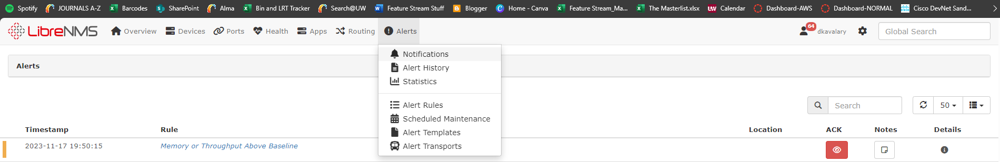 Spotify JOURNALS A-Z Barcodes SharePoint Alma Bin and LRT Tracker Search@UW Feature Stream Stuff Blogger Home - Canva Feature Stream_Ma... The Masterlist.xlsx Calendar Dashboard-AWS Dashboard-NORMAL Cisco DevNet Sand...
LibreNMS Overview Devices Ports Health Apps Routing Alerts 64 dkavalary Global Search
Notifications
Alerts
Alert History
Statistics
Alert Rules
Search 50
Scheduled Maintenance
Timestamp Rule Location ACK Notes Details
Alert Templates
2023-11-17 19:50:15 Memory or Throughput Above Baseline
Alert Transports